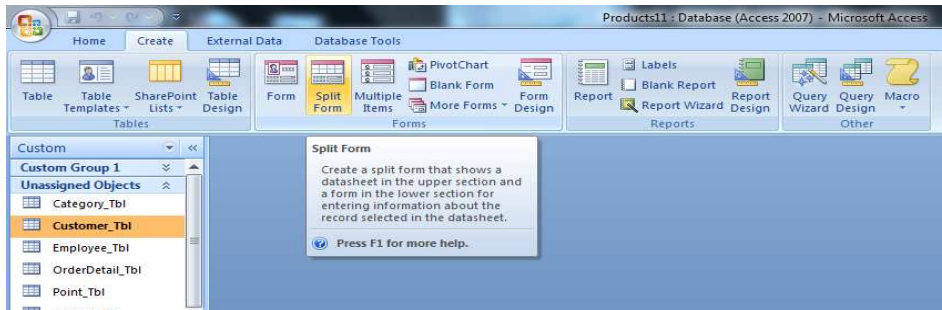 Products11 : Database (Access 2007) - Microsoft Access
Home Create External Data Database Tools
Table
Table Templates
SharePoint Lists
Table Design
Tables
Form
Split Form
Multiple Items
PivotChart
Blank Form
More Forms
Form Design
Forms
Report
Labels
Blank Report
Report Wizard
Report Design
Reports
Query Wizard
Query Design
Macro
Other
Custom
Custom Group 1
Unassigned Objects
Category_Tbl
Customer_Tbl
Employee_Tbl
OrderDetail_Tbl
Point_Tbl
Split Form
Create a split form that shows a
datasheet in the upper section and
a form in the lower section for
entering information about the
record selected in the datasheet.
Press F1 for more help.